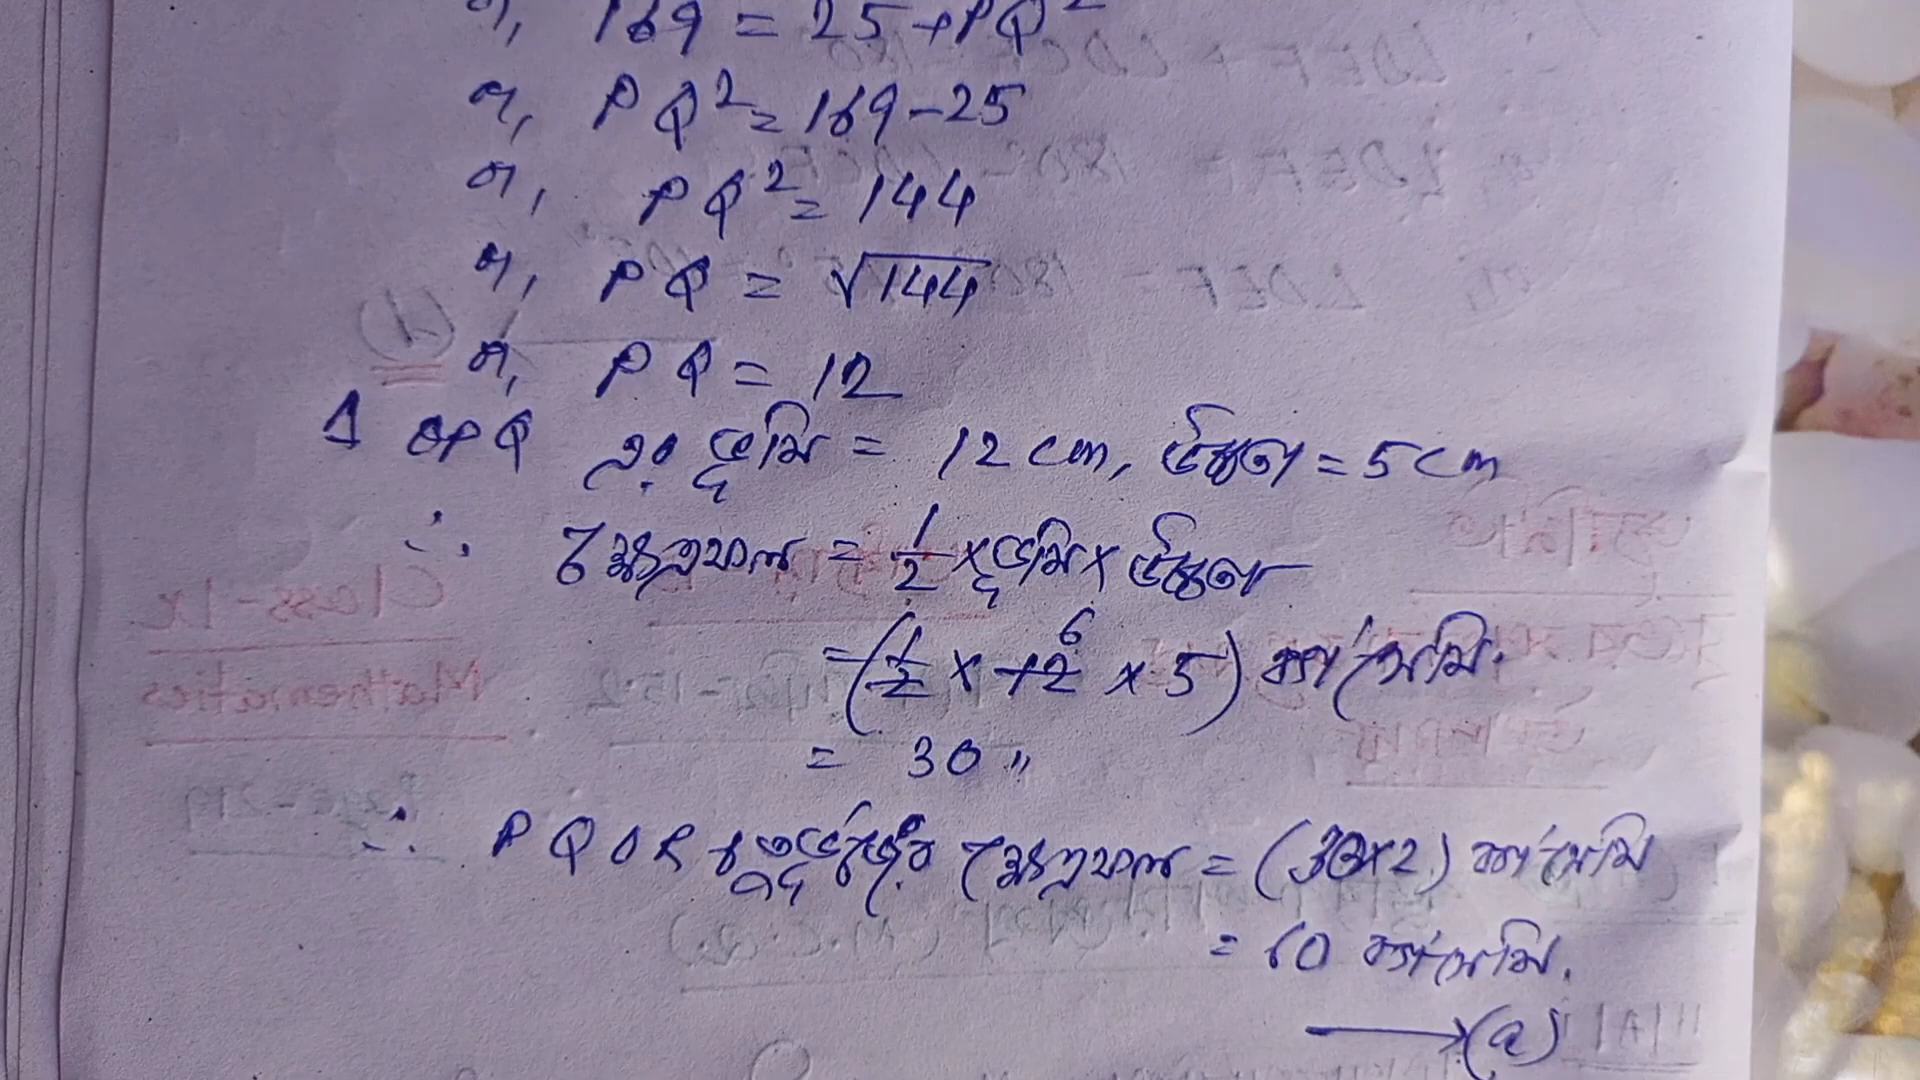 বা, 169 = 25 + PQ²
বা, PQ² = 169 - 25
বা, PQ² = 144
বা, PQ = √144
বা, PQ = 12
Δ OPQ এর ভূমি = 12 cm, উচ্চতা = 5 cm
∴ ক্ষেত্রফল = 1/2 × ভূমি × উচ্চতা
= (1/2 × 12 6 × 5) বর্গ সেমি.
= 30 "
∴ PQOR চতুর্ভুজের ক্ষেত্রফল = (30×2) বর্গসেমি
= 60 বর্গসেমি.
→ (a)